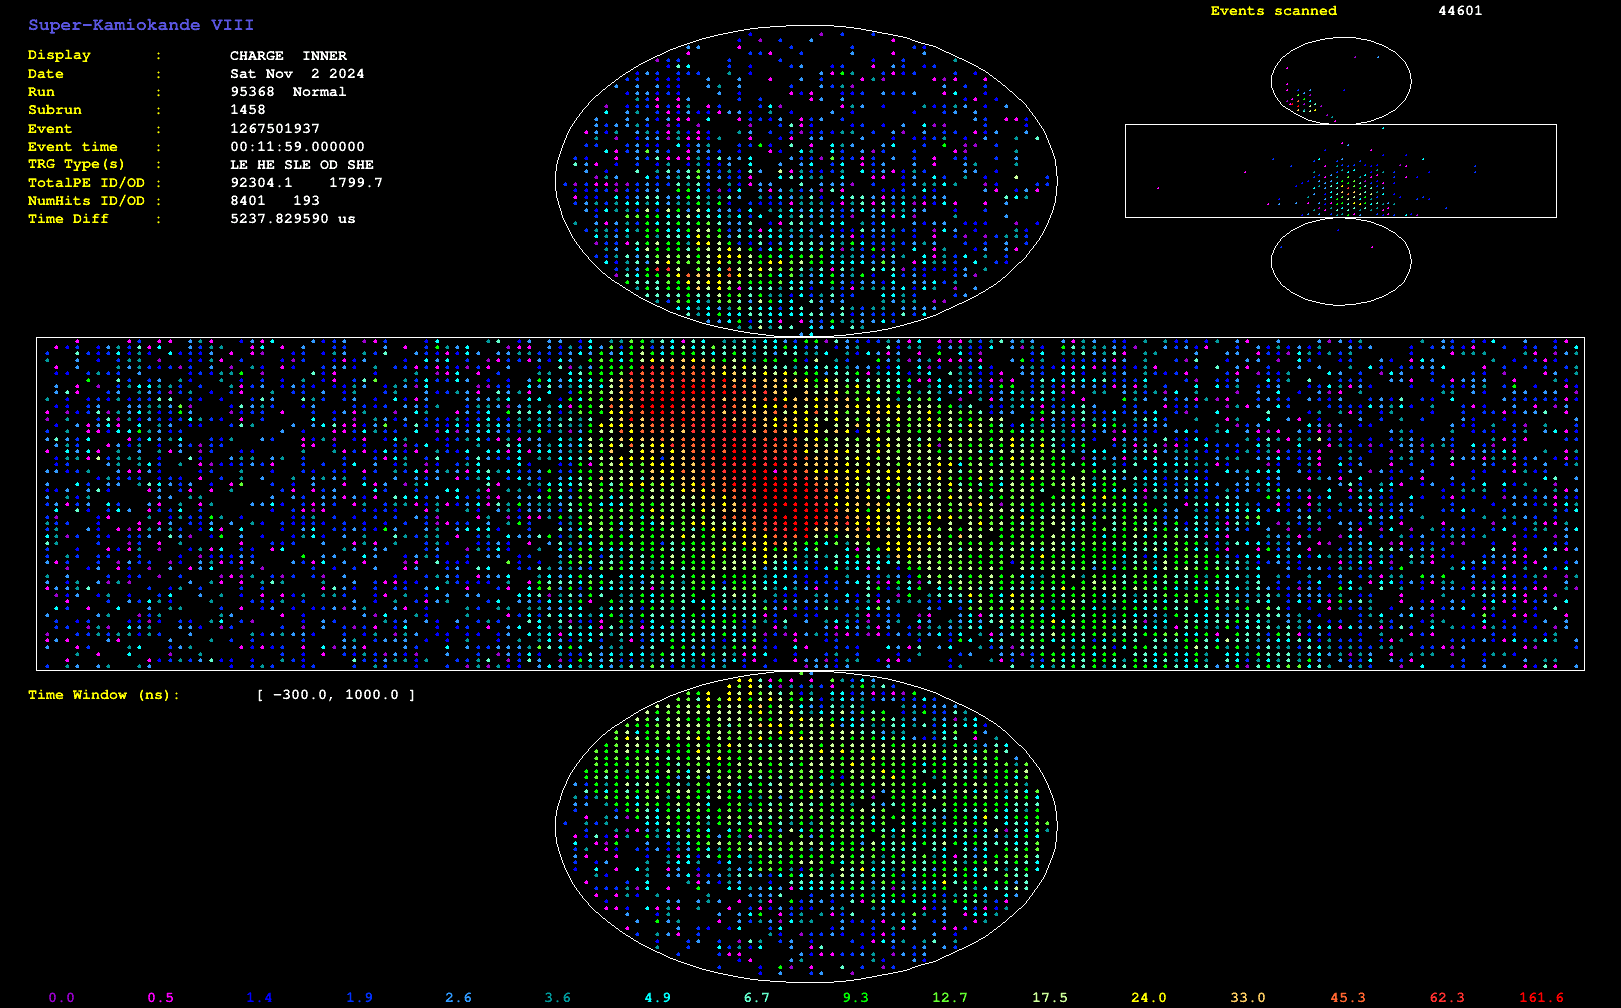 Super-Kamiokande VIII
Events scanned 44601
Display : CHARGE INNER
Date : Sat Nov 2 2024
Run : 95368 Normal
Subrun : 1458
Event : 1267501937
Event time : 00:11:59.000000
TRG Type(s) : LE HE SLE OD SHE
TotalPE ID/OD : 92304.1 1799.7
NumHits ID/OD : 8401 193
Time Diff : 5237.829590 us
Time Window (ns): [ -300.0, 1000.0 ]
0.0 0.5 1.4 1.9 2.6 3.6 4.9 6.7 9.3 12.7 17.5 24.0 33.0 45.3 62.3 161.6